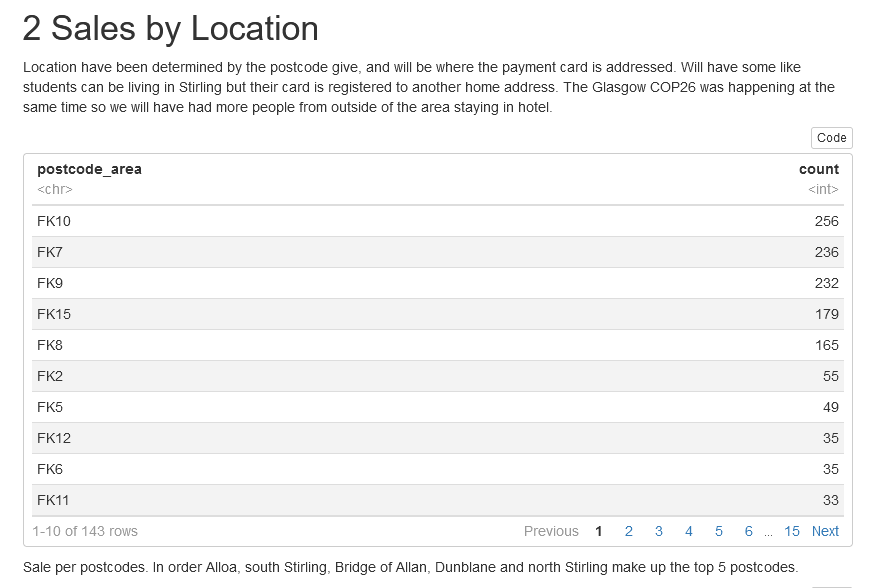 2 Sales by Location
Location have been determined by the postcode give, and will be where the payment card is addressed. Will have some like
students can be living in Stirling but their card is registered to another home address. The Glasgow COP26 was happening at the
same time so we will have had more people from outside of the area staying in hotel.
Code
postcode_area count
<chr> <int>
FK10 256
FK7 236
FK9 232
FK15 179
FK8 165
FK2 55
FK5 49
FK12 35
FK6 35
FK11 33
1-10 of 143 rows Previous 1 2 3 4 5 6 ... 15 Next
Sale per postcodes. In order Alloa, south Stirling, Bridge of Allan, Dunblane and north Stirling make up the top 5 postcodes.